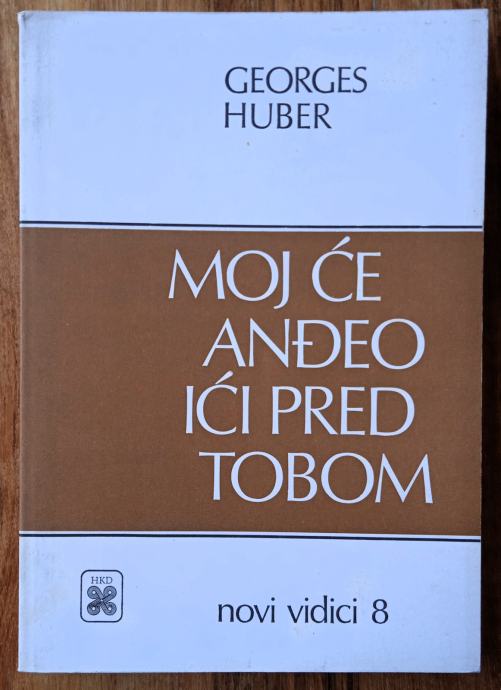 GEORGES
HUBER
MOJ ĆE
ANĐEO
IĆI PRED
TOBOM
HKD
novi vidici 8